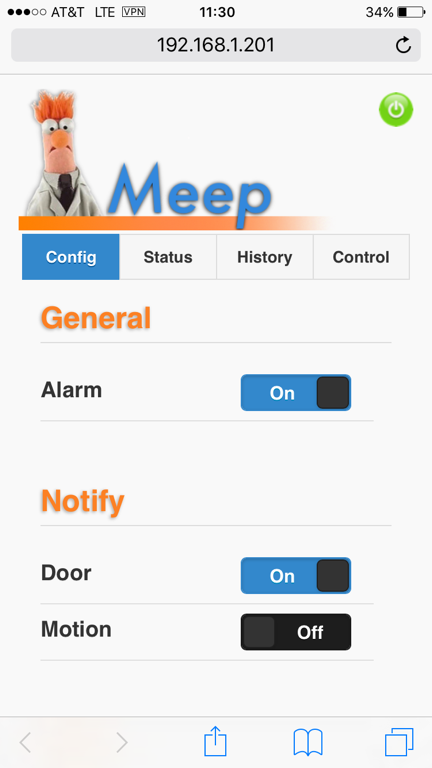 AT&T LTE VPN 11:30 34%
192.168.1.201
Meep
Config Status History Control
General
Alarm On
Notify
Door On
Motion Off